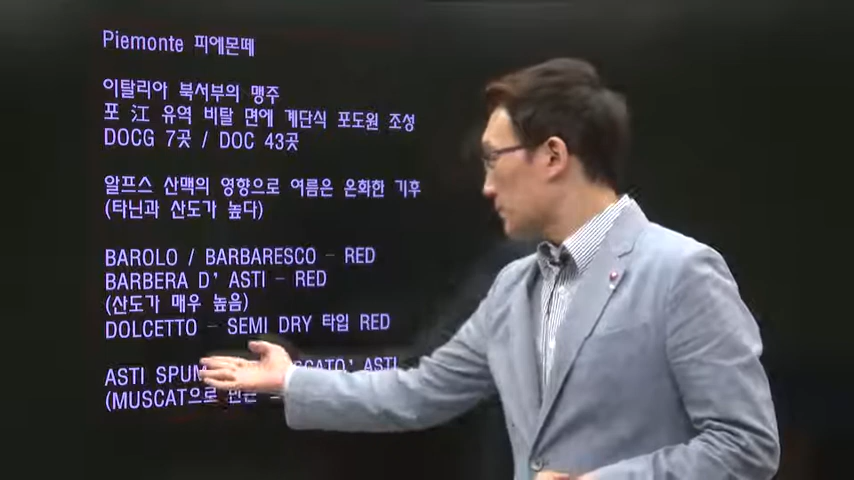 Piemonte 피에몬떼
이탈리아 북서부의 맹주
포 江 유역 비탈 면에 계단식 포도원 조성
DOCG 7곳 / DOC 43곳
알프스 산맥의 영향으로 여름은 온화한 기후
(타닌과 산도가 높다)
BAROLO / BARBARESCO - RED
BARBERA D'ASTI - RED
(산도가 매우 높음)
DOLCETTO - SEMI DRY 타입 RED
ASTI D' ASTI
(MUSCAT으로